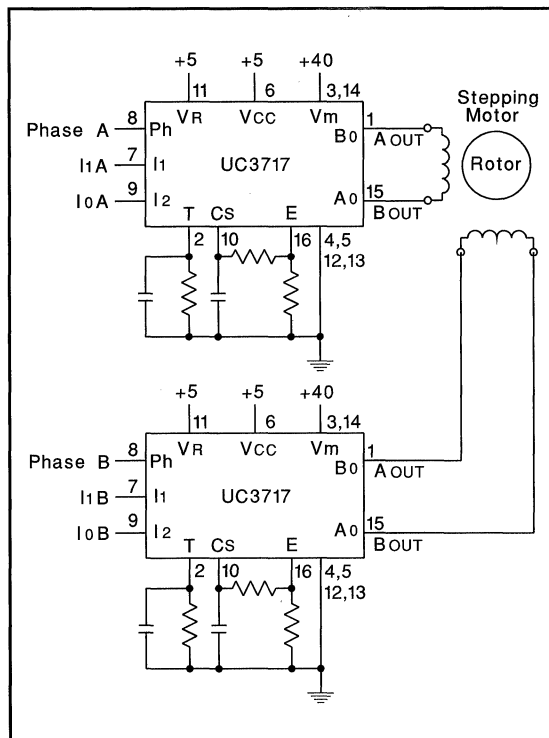 +5 +5 +40
11 6 3,14
Stepping
Motor
VR VCC Vm
Phase A 8 Ph B0 1 A OUT
I1A 7 I1 UC3717 Rotor
I0A 9 I2 A0 15 B OUT
T CS E
2 10 16 4,5
12,13
+5 +5 +40
11 6 3,14
VR VCC Vm
Phase B 8 Ph B0 1 A OUT
I1B 7 I1 UC3717
I0B 9 I2 A0 15 B OUT
T CS E
2 10 16 4,5
12,13